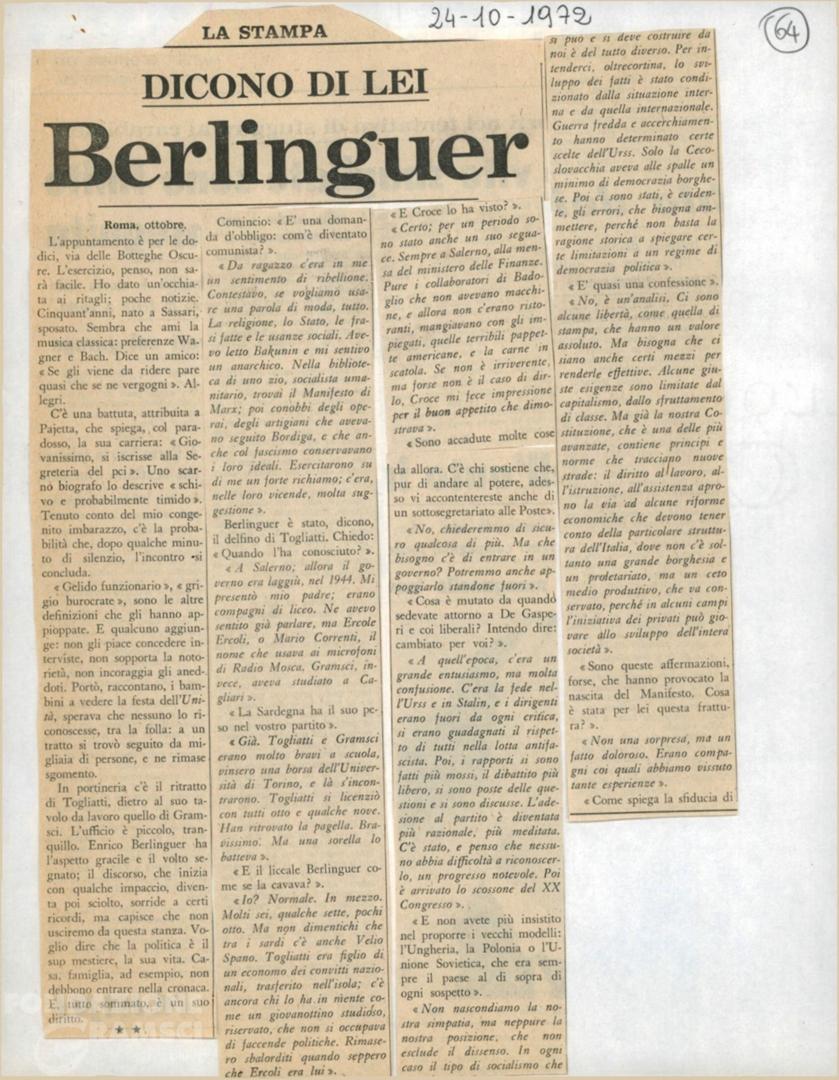 24-10-1972
64
LA STAMPA
DICONO DI LEI
Berlinguer
Roma, ottobre.
L'appuntamento è per le do-
dici, via delle Botteghe Oscu-
re. L'esercizio, penso, non sa-
rà facile. Ho dato un'occhia-
ta ai ritagli: poche notizie.
Cinquant'anni, nato a Sassari,
sposato. Sembra che ami la
musica classica: preferenze Wa-
gner e Bach. Dice un amico:
« Se gli viene da ridere pare
quasi che se ne vergogni ». Al-
legri.
C'è una battuta, attribuita a
Pajetta, che spiega, col para-
dosso, la sua carriera: « Gio-
vanissimo, si iscrisse alla Se-
greteria del pci ». Uno scar-
no biografo lo descrive « schi-
vo e probabilmente timido ».
Tenuto conto del mio conge-
nito imbarazzo, c'è la proba-
bilità che, dopo qualche minu-
to di silenzio, l'incontro si
concluda.
« Gelido funzionario », « gri-
gio burocrate », sono le altre
definizioni che gli hanno ap-
pioppate. E qualcuno aggiun-
ge: non gli piace concedere in-
terviste, non sopporta la noto-
rietà, non incoraggia gli aned-
doti. Portò, raccontano, i bam-
bini a vedere la festa dell'Uni-
tà, sperava che nessuno lo ri-
conoscesse, tra la folla: a un
tratto si trovò seguito da mi-
gliaia di persone, e ne rimase
sgomento.
In portineria c'è il ritratto
di Togliatti, dietro al suo ta-
volo da lavoro quello di Gram-
sci. L'ufficio è piccolo, tran-
quillo. Enrico Berlinguer ha
l'aspetto gracile e il volto se-
gnato; il discorso, che inizia
con qualche impaccio, diven-
ta poi sciolto, sorride a certi
ricordi, ma capisce che non
usciremo da questa stanza. Vo-
glio dire che la politica è il
suo mestiere, la sua vita. Ca-
sa, famiglia, ad esempio, non
debbono entrare nella cronaca.
E, tutto sommato, è un suo
diritto.
★ ★
Comincio: « E' una doman-
da d'obbligo: com'è diventato
comunista? ».
« Da ragazzo c'era in me
un sentimento di ribellione.
Contestavo, se vogliamo usa-
re una parola di moda, tutto.
La religione, lo Stato, le fra-
si fatte e le usanze sociali. Ave-
vo letto Bakunin e mi sentivo
un anarchico. Nella bibliote-
ca di uno zio, socialista uma-
nitario, trovai il Manifesto di
Marx; poi conobbi degli ope-
rai, degli artigiani che aveva-
no seguito Bordiga, e che an-
che col fascismo conservavano
i loro ideali. Esercitarono su
di me un forte richiamo; c'era,
nelle loro vicende, molta sug-
gestione ».
Berlinguer è stato, dicono,
il delfino di Togliatti. Chiedo:
« Quando l'ha conosciuto? ».
« A Salerno; allora il go-
verno era laggiù, nel 1944. Mi
presentò mio padre; erano
compagni di liceo. Ne avevo
sentito già parlare, ma Ercole
Ercoli, o Mario Correnti, il
nome che usava ai microfoni
di Radio Mosca. Gramsci, in-
vece, aveva studiato a Ca-
gliari ».
« La Sardegna ha il suo pe-
so nel vostro partito ».
« Già. Togliatti e Gramsci
erano molto bravi a scuola,
vinsero una borsa dell'Univer-
sità di Torino, e là s'incon-
trarono. Togliatti si licenziò
con tutti otto e qualche nove.
Han ritrovato la pagella. Bra-
vissimo. Ma una sorella lo
batteva ».
« E il liceale Berlinguer co-
me se la cavava? ».
« Io? Normale. In mezzo.
Molti sei, qualche sette, pochi
otto. Ma non dimentichi che
tra i sardi c'è anche Velio
Spano. Togliatti era figlio di
un economo dei convitti nazio-
nali, trasferito nell'isola; c'è
ancora chi lo ha in mente co-
me un giovanottino studioso,
riservato, che non si occupava
di faccende politiche. Rimase-
ro sbalorditi quando seppero
che Ercoli era lui ».
« E Croce lo ha visto? ».
« Certo; per un periodo so-
no stato anche un suo segua-
ce. Sempre a Salerno, alla men-
sa del ministero delle Finanze.
Pure i collaboratori di Bado-
glio che non avevano macchi-
ne, e allora non c'erano risto-
ranti, mangiavano con gli im-
piegati, quelle terribili pappet-
te americane, e la carne in
scatola. Se non è irriverente,
ma forse non è il caso di dir-
lo, Croce mi fece impressione
per il buon appetito che dimo-
strava ».
« Sono accadute molte cose
da allora. C'è chi sostiene che,
pur di andare al potere, ades-
so vi accontentereste anche di
un sottosegretariato alle Poste».
« No, chiederemmo di sicu-
ro qualcosa di più. Ma che
bisogno c'è di entrare in un
governo? Potremmo anche ap-
poggiarlo standone fuori ».
« Cosa è mutato da quando
sedevate attorno a De Gaspe-
ri e coi liberali? Intendo dire:
cambiato per voi? ».
« A quell'epoca, c'era un
grande entusiasmo, ma molta
confusione. C'era la fede nel-
l'Urss e in Stalin, e i dirigenti
erano fuori da ogni critica,
si erano guadagnati il rispet-
to di tutti nella lotta antifa-
scista. Poi, i rapporti si sono
fatti più mossi, il dibattito più
libero, si sono poste delle que-
stioni e si sono discusse. L'ade-
sione al partito è diventata
più razionale, più meditata.
C'è stato, e penso che nessu-
no abbia difficoltà a riconoscer-
lo, un progresso notevole. Poi
è arrivato lo scossone del XX
Congresso ».
« E non avete più insistito
nel proporre i vecchi modelli:
l'Ungheria, la Polonia o l'U-
nione Sovietica, che era sem-
pre il paese al di sopra di
ogni sospetto ».
« Non nascondiamo la no-
stra simpatia, ma neppure la
nostra posizione, che non
esclude il dissenso. In ogni
caso il tipo di socialismo che
si può e si deve costruire da
noi è del tutto diverso. Per in-
tenderci, oltrecortina, lo svi-
luppo dei fatti è stato condi-
zionato dalla situazione inter-
na e da quella internazionale.
Guerra fredda e accerchiamen-
to hanno determinato certe
scelte dell'Urss. Solo la Ceco-
slovacchia aveva alle spalle un
minimo di democrazia borghe-
se. Poi ci sono stati, è eviden-
te, gli errori, che bisogna am-
mettere, perché non basta la
ragione storica a spiegare cer-
te limitazioni a un regime di
democrazia politica ».
« E' quasi una confessione ».
« No, è un'analisi. Ci sono
alcune libertà, come quella di
stampa, che hanno un valore
assoluto. Ma bisogna che ci
siano anche certi mezzi per
renderle effettive. Alcune giu-
ste esigenze sono limitate dal
capitalismo, dallo sfruttamento
di classe. Ma già la nostra Co-
stituzione, che è una delle più
avanzate, contiene principi e
norme che tracciano nuove
strade: il diritto al lavoro, al-
l'istruzione, all'assistenza apro-
no la via ad alcune riforme
economiche che devono tener
conto della particolare struttu-
ra dell'Italia, dove non c'è sol-
tanto una grande borghesia e
un proletariato, ma un ceto
medio produttivo, che va con-
servato, perché in alcuni campi
l'iniziativa dei privati può gio-
vare allo sviluppo dell'intera
società ».
« Sono queste affermazioni,
forse, che hanno provocato la
nascita del Manifesto. Cosa
è stata per lei questa frattu-
ra? ».
« Non una sorpresa, ma un
fatto doloroso. Erano compa-
gni coi quali abbiamo vissuto
tante esperienze ».
« Come spiega la sfiducia di